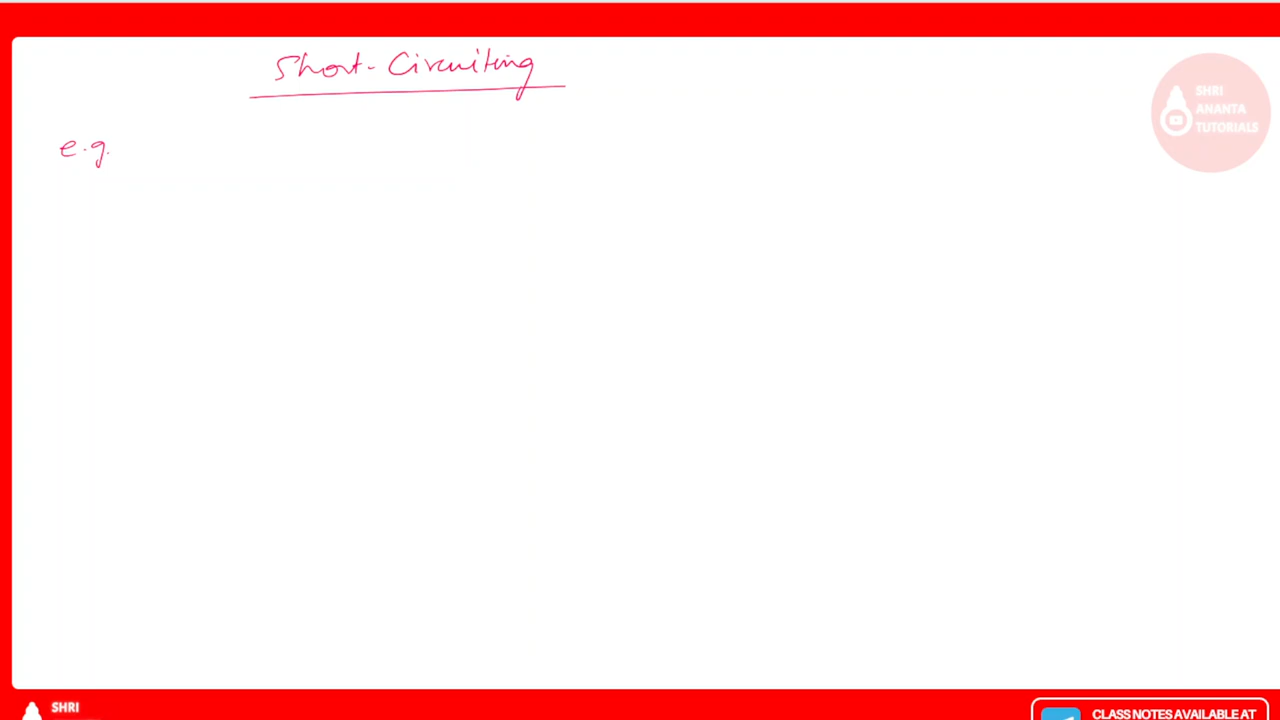 Short-Circuiting
SHRI
ANANTA
TUTORIALS
e.g.
SHRI
CLASS NOTES AVAILABLE AT